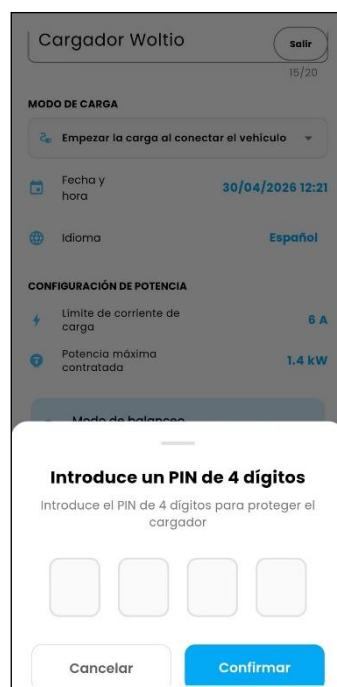 Cargador Woltio
Salir
15/20
MODO DE CARGA
Empezar la carga al conectar el vehículo
Fecha y
hora
30/04/2026 12:21
Idioma
Español
CONFIGURACIÓN DE POTENCIA
Límite de corriente de
carga
6 A
Potencia máxima
contratada
1.4 kW
Modo de balanceo
Introduce un PIN de 4 dígitos
Introduce el PIN de 4 dígitos para proteger el
cargador
Cancelar
Confirmar